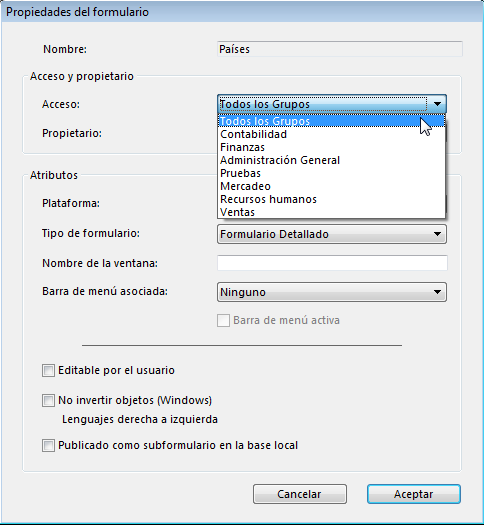 Propiedades del formulario
Nombre: Países
Acceso y propietario
Acceso: Todos los Grupos
Todos los Grupos
Propietario:
Contabilidad
Finanzas
Administración General
Pruebas
Mercadeo
Recursos humanos
Ventas
Atributos
Plataforma:
Tipo de formulario: Formulario Detallado
Nombre de la ventana:
Barra de menú asociada: Ninguno
Barra de menú activa
Editable por el usuario
No invertir objetos (Windows)
Lenguajes derecha a izquierda
Publicado como subformulario en la base local
Cancelar Aceptar